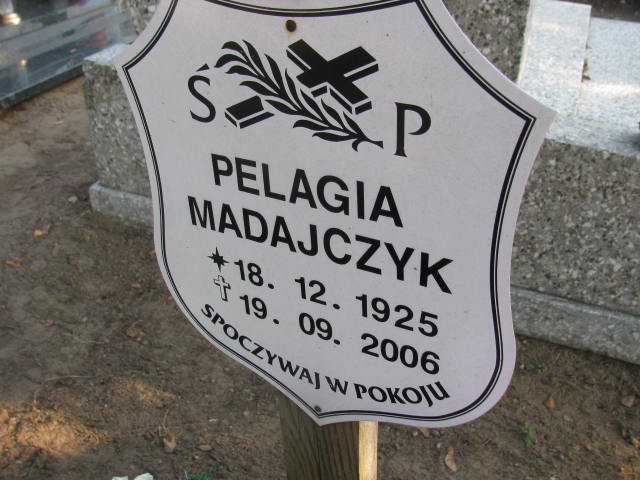 Ś P
PELAGIA
MADAJCZYK
18. 12. 1925
19. 09. 2006
SPOCZYWAJ W POKOJU